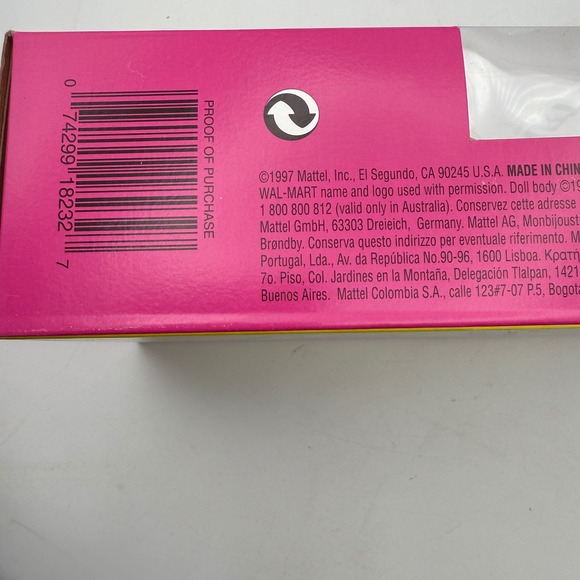 PROOF OF PURCHASE
0 74299 18232 7
©1997 Mattel, Inc., El Segundo, CA 90245 U.S.A. MADE IN CHIN
WAL-MART name and logo used with permission. Doll body ©19
1 800 800 812 (valid only in Australia). Conservez cette adresse
Mattel GmbH, 63303 Dreieich, Germany. Mattel AG, Monbijoust
Brøndby. Conserva questo indirizzo per eventuale riferimento. M
Portugal, Lda., Av. da República No.90-96, 1600 Lisboa. Κρατή
7o. Piso, Col. Jardines en la Montaña, Delegación Tlalpan, 1421
Buenos Aires. Mattel Colombia S.A., calle 123#7-07 P.5, Bogota